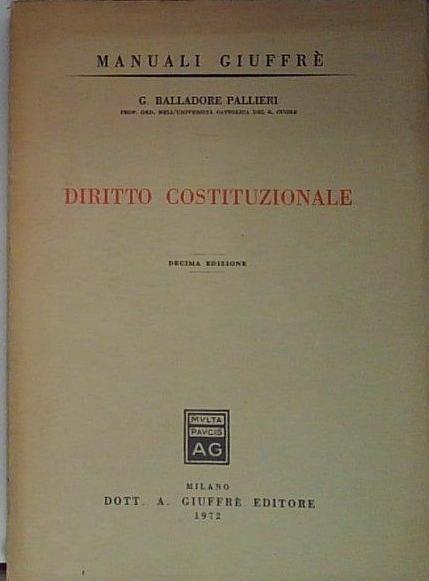 MANUALI GIUFFRÈ
G. BALLADORE PALLIERI
PROF. ORD. NELL'UNIVERSITÀ CATTOLICA DEL S. CUORE
DIRITTO COSTITUZIONALE
DECIMA EDIZIONE
MVLTA
PAVCIS
AG
MILANO
DOTT. A. GIUFFRÈ EDITORE
1972